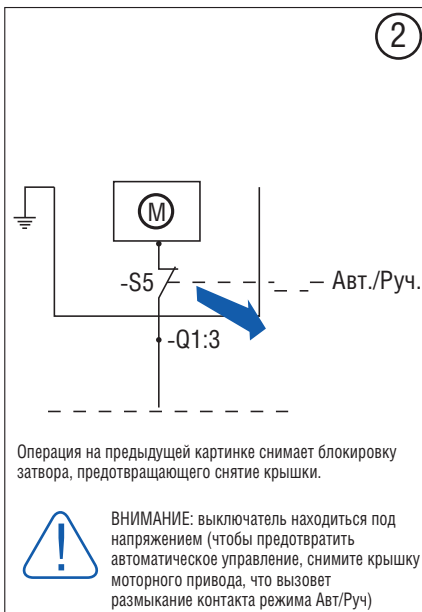 2
M
-S5
Авт./Руч.
-Q1:3
Операция на предыдущей картинке снимает блокировку
затвора, предотвращающего снятие крышки.
!
ВНИМАНИЕ: выключатель находиться под
напряжением (чтобы предотвратить
автоматическое управление, снимите крышку
моторного привода, что вызовет
размыкание контакта режима Авт/Руч)